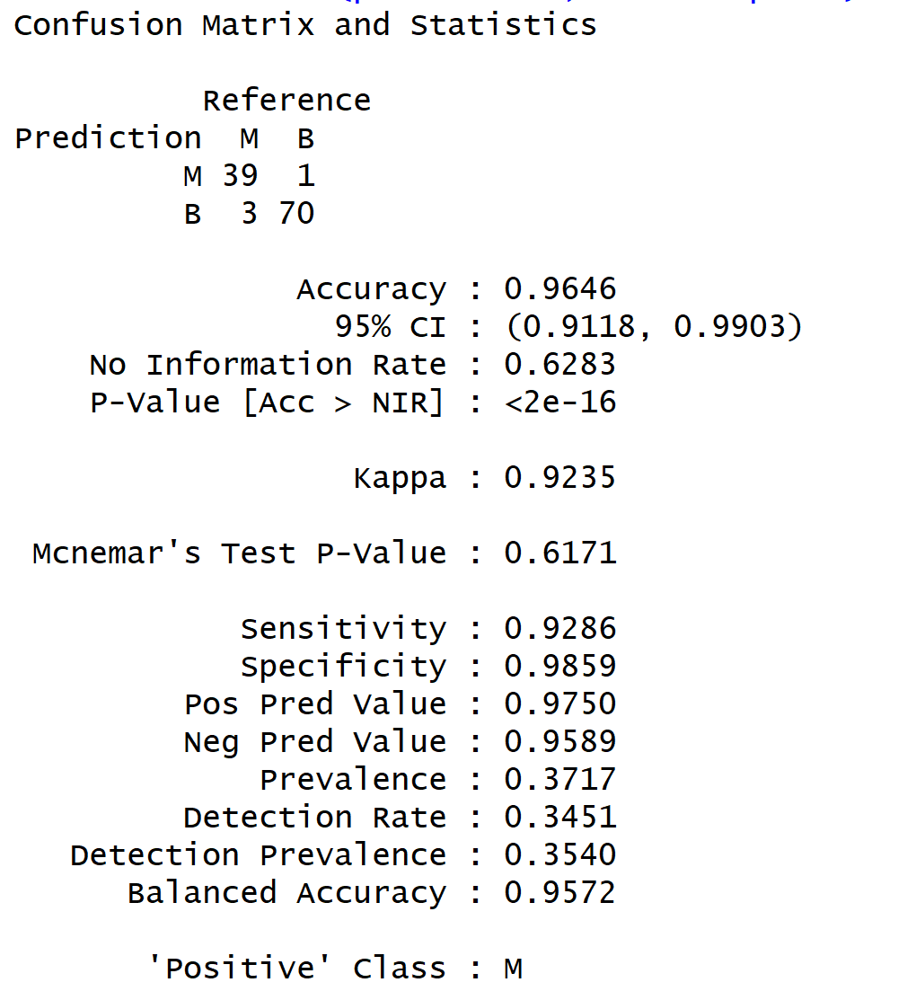 Confusion Matrix and Statistics
Reference
Prediction M B
M 39 1
B 3 70
Accuracy : 0.9646
95% CI : (0.9118, 0.9903)
No Information Rate : 0.6283
P-Value [Acc > NIR] : <2e-16
Kappa : 0.9235
Mcnemar's Test P-Value : 0.6171
Sensitivity : 0.9286
Specificity : 0.9859
Pos Pred Value : 0.9750
Neg Pred Value : 0.9589
Prevalence : 0.3717
Detection Rate : 0.3451
Detection Prevalence : 0.3540
Balanced Accuracy : 0.9572
'Positive' Class : M